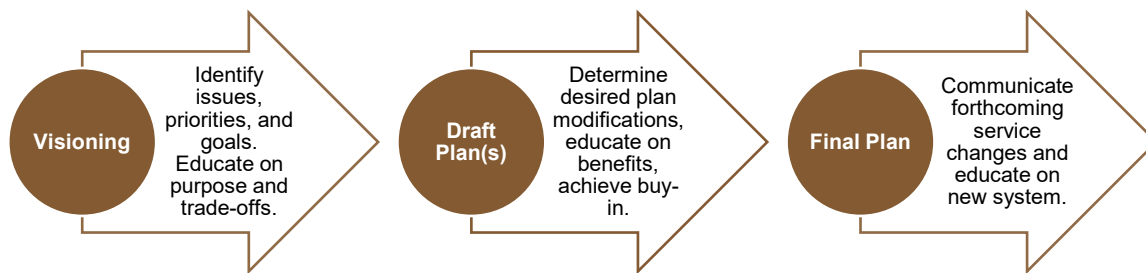 Visioning
Identify
issues,
priorities, and
goals.
Educate on
purpose and
trade-offs.
Draft
Plan(s)
Determine
desired plan
modifications,
educate on
benefits,
achieve buy-
in.
Final Plan
Communicate
forthcoming
service
changes and
educate on
new system.